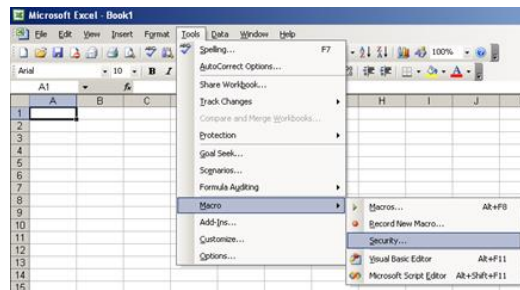 Microsoft Excel - Book1
File Edit View Insert Format Tools Data Window Help
Spelling... F7
100%
Arial 10 B I
AutoCorrect Options...
A1 fx
Share Workbook...
A B C H I J
Track Changes
Compare and Merge Workbooks...
Protection
Goal Seek...
Scenarios...
Formula Auditing
Macro
Macros... Alt+F8
Add-Ins...
Record New Macro...
Customize...
Security...
Options...
Visual Basic Editor Alt+F11
Microsoft Script Editor Alt+Shift+F11
1
2
3
4
5
6
7
8
9
10
11
12
13
14
15